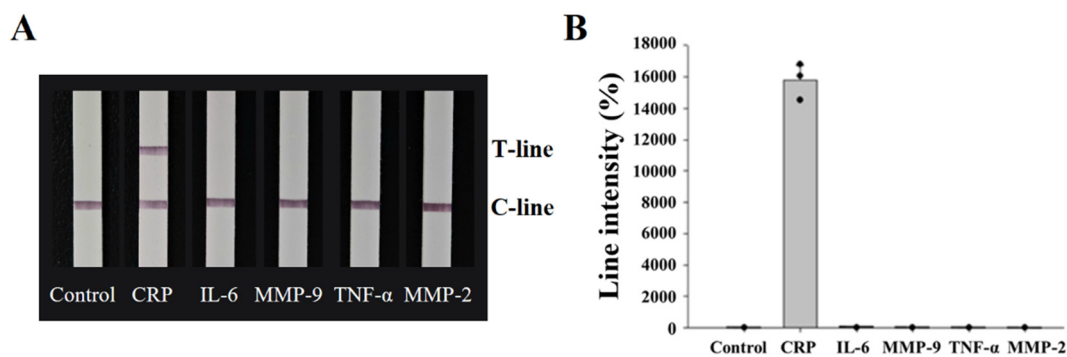 A
T-line
C-line
Control CRP IL-6 MMP-9 TNF-α MMP-2
B
Line intensity (%)
18000
16000
14000
12000
10000
8000
6000
4000
2000
0
Control CRP IL-6 MMP-9 TNF-α MMP-2